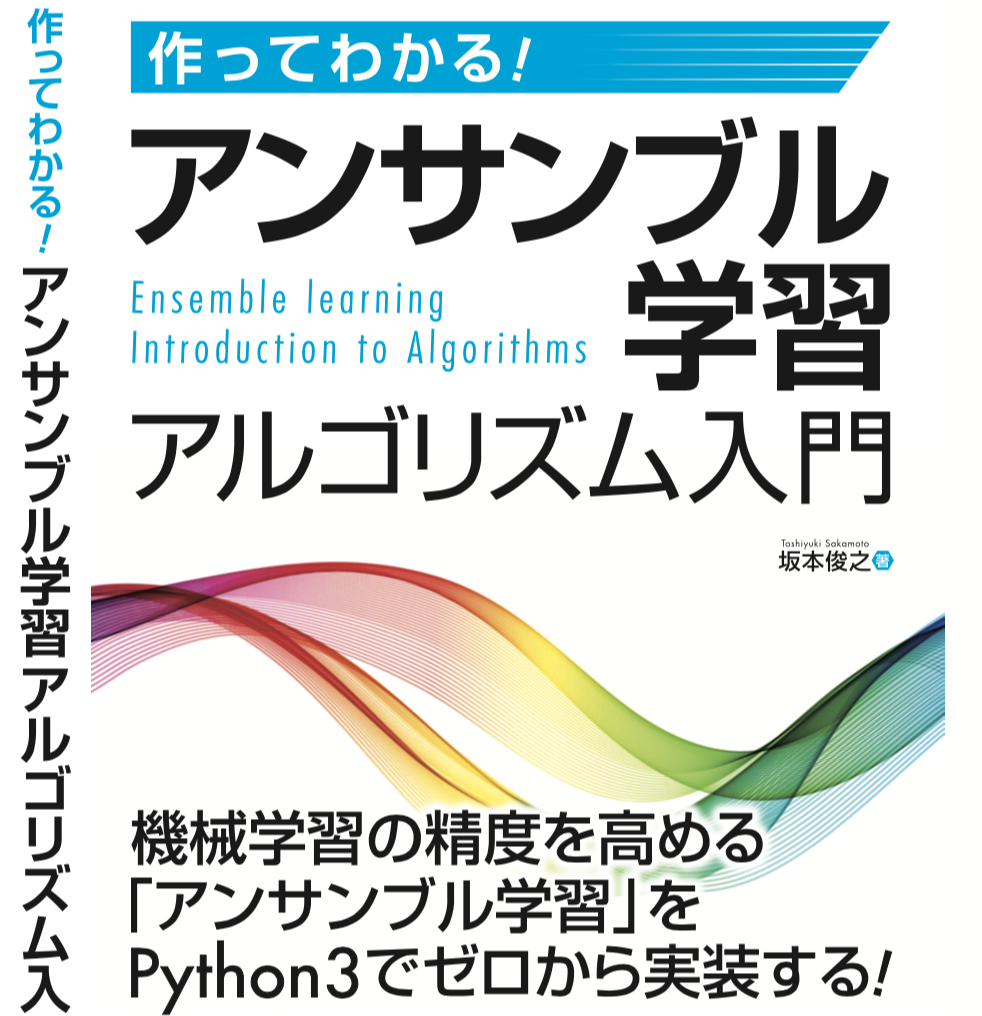 作ってわかる!アンサンブル学習アルゴリズム入
作ってわかる!
アンサンブル
学習
Ensemble learning
Introduction to Algorithms
アルゴリズム入門
Toshiyuki Sakamoto
坂本俊之 著
機械学習の精度を高める
「アンサンブル学習」を
Python3でゼロから実装する!